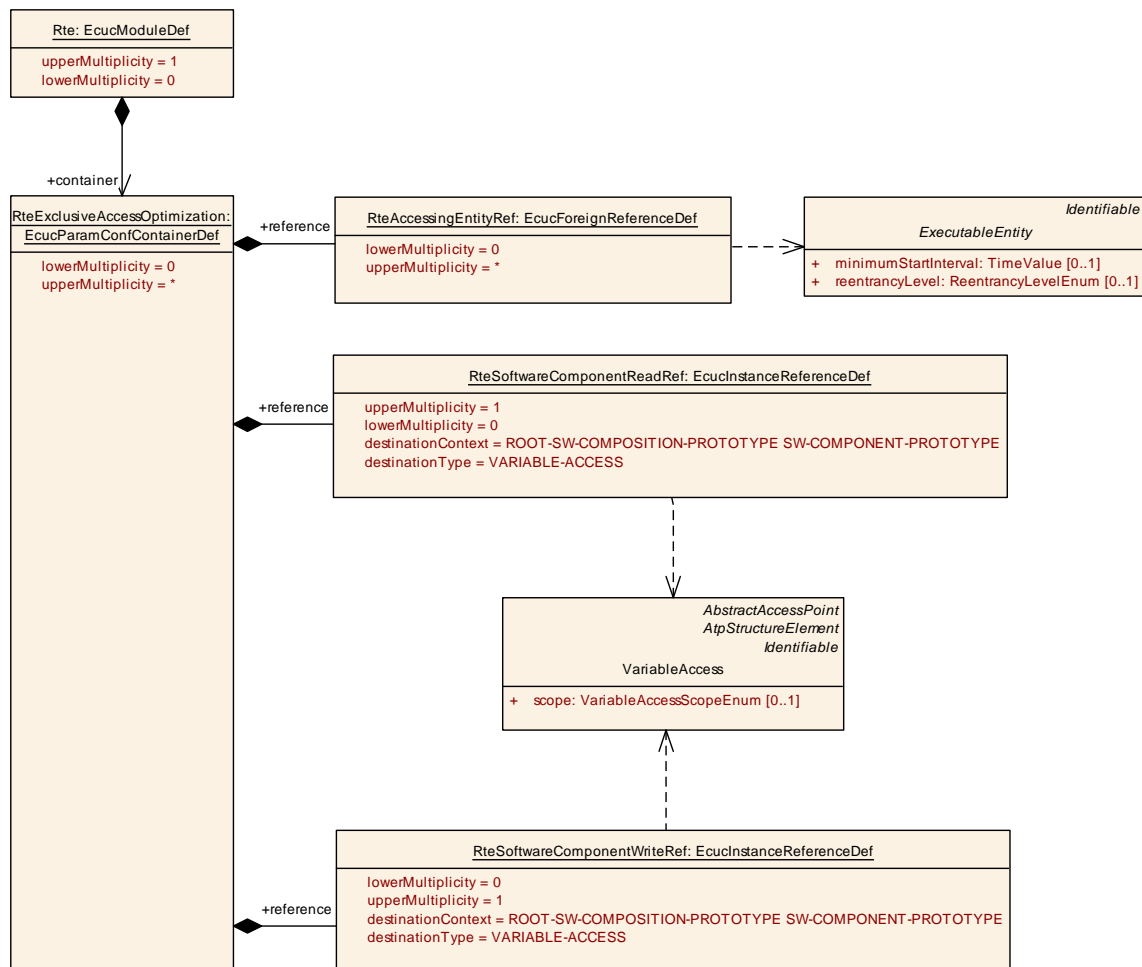 Rte: EcucModuleDef
upperMultiplicity = 1
lowerMultiplicity = 0
+container
RteExclusiveAccessOptimization:
EcucParamConfContainerDef
lowerMultiplicity = 0
upperMultiplicity = *
+reference
RteAccessingEntityRef: EcucForeignReferenceDef
lowerMultiplicity = 0
upperMultiplicity = *
Identifiable
ExecutableEntity
+ minimumStartInterval: TimeValue [0..1]
+ reentrancyLevel: ReentrancyLevelEnum [0..1]
+reference
RteSoftwareComponentReadRef: EcucInstanceReferenceDef
upperMultiplicity = 1
lowerMultiplicity = 0
destinationContext = ROOT-SW-COMPOSITION-PROTOTYPE SW-COMPONENT-PROTOTYPE
destinationType = VARIABLE-ACCESS
AbstractAccessPoint
AtpStructureElement
Identifiable
VariableAccess
+ scope: VariableAccessScopeEnum [0..1]
+reference
RteSoftwareComponentWriteRef: EcucInstanceReferenceDef
lowerMultiplicity = 0
upperMultiplicity = 1
destinationContext = ROOT-SW-COMPOSITION-PROTOTYPE SW-COMPONENT-PROTOTYPE
destinationType = VARIABLE-ACCESS